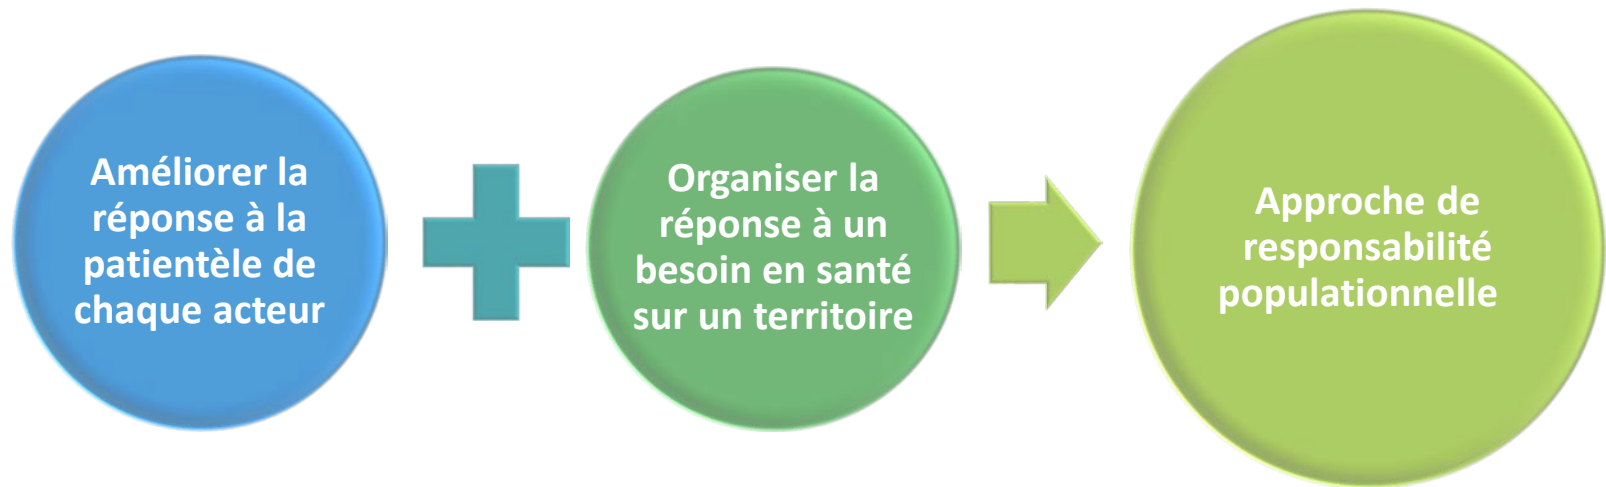 Améliorer la
réponse à la
patientèle de
chaque acteur
Organiser la
réponse à un
besoin en santé
sur un territoire
Approche de
responsabilité
populationnelle